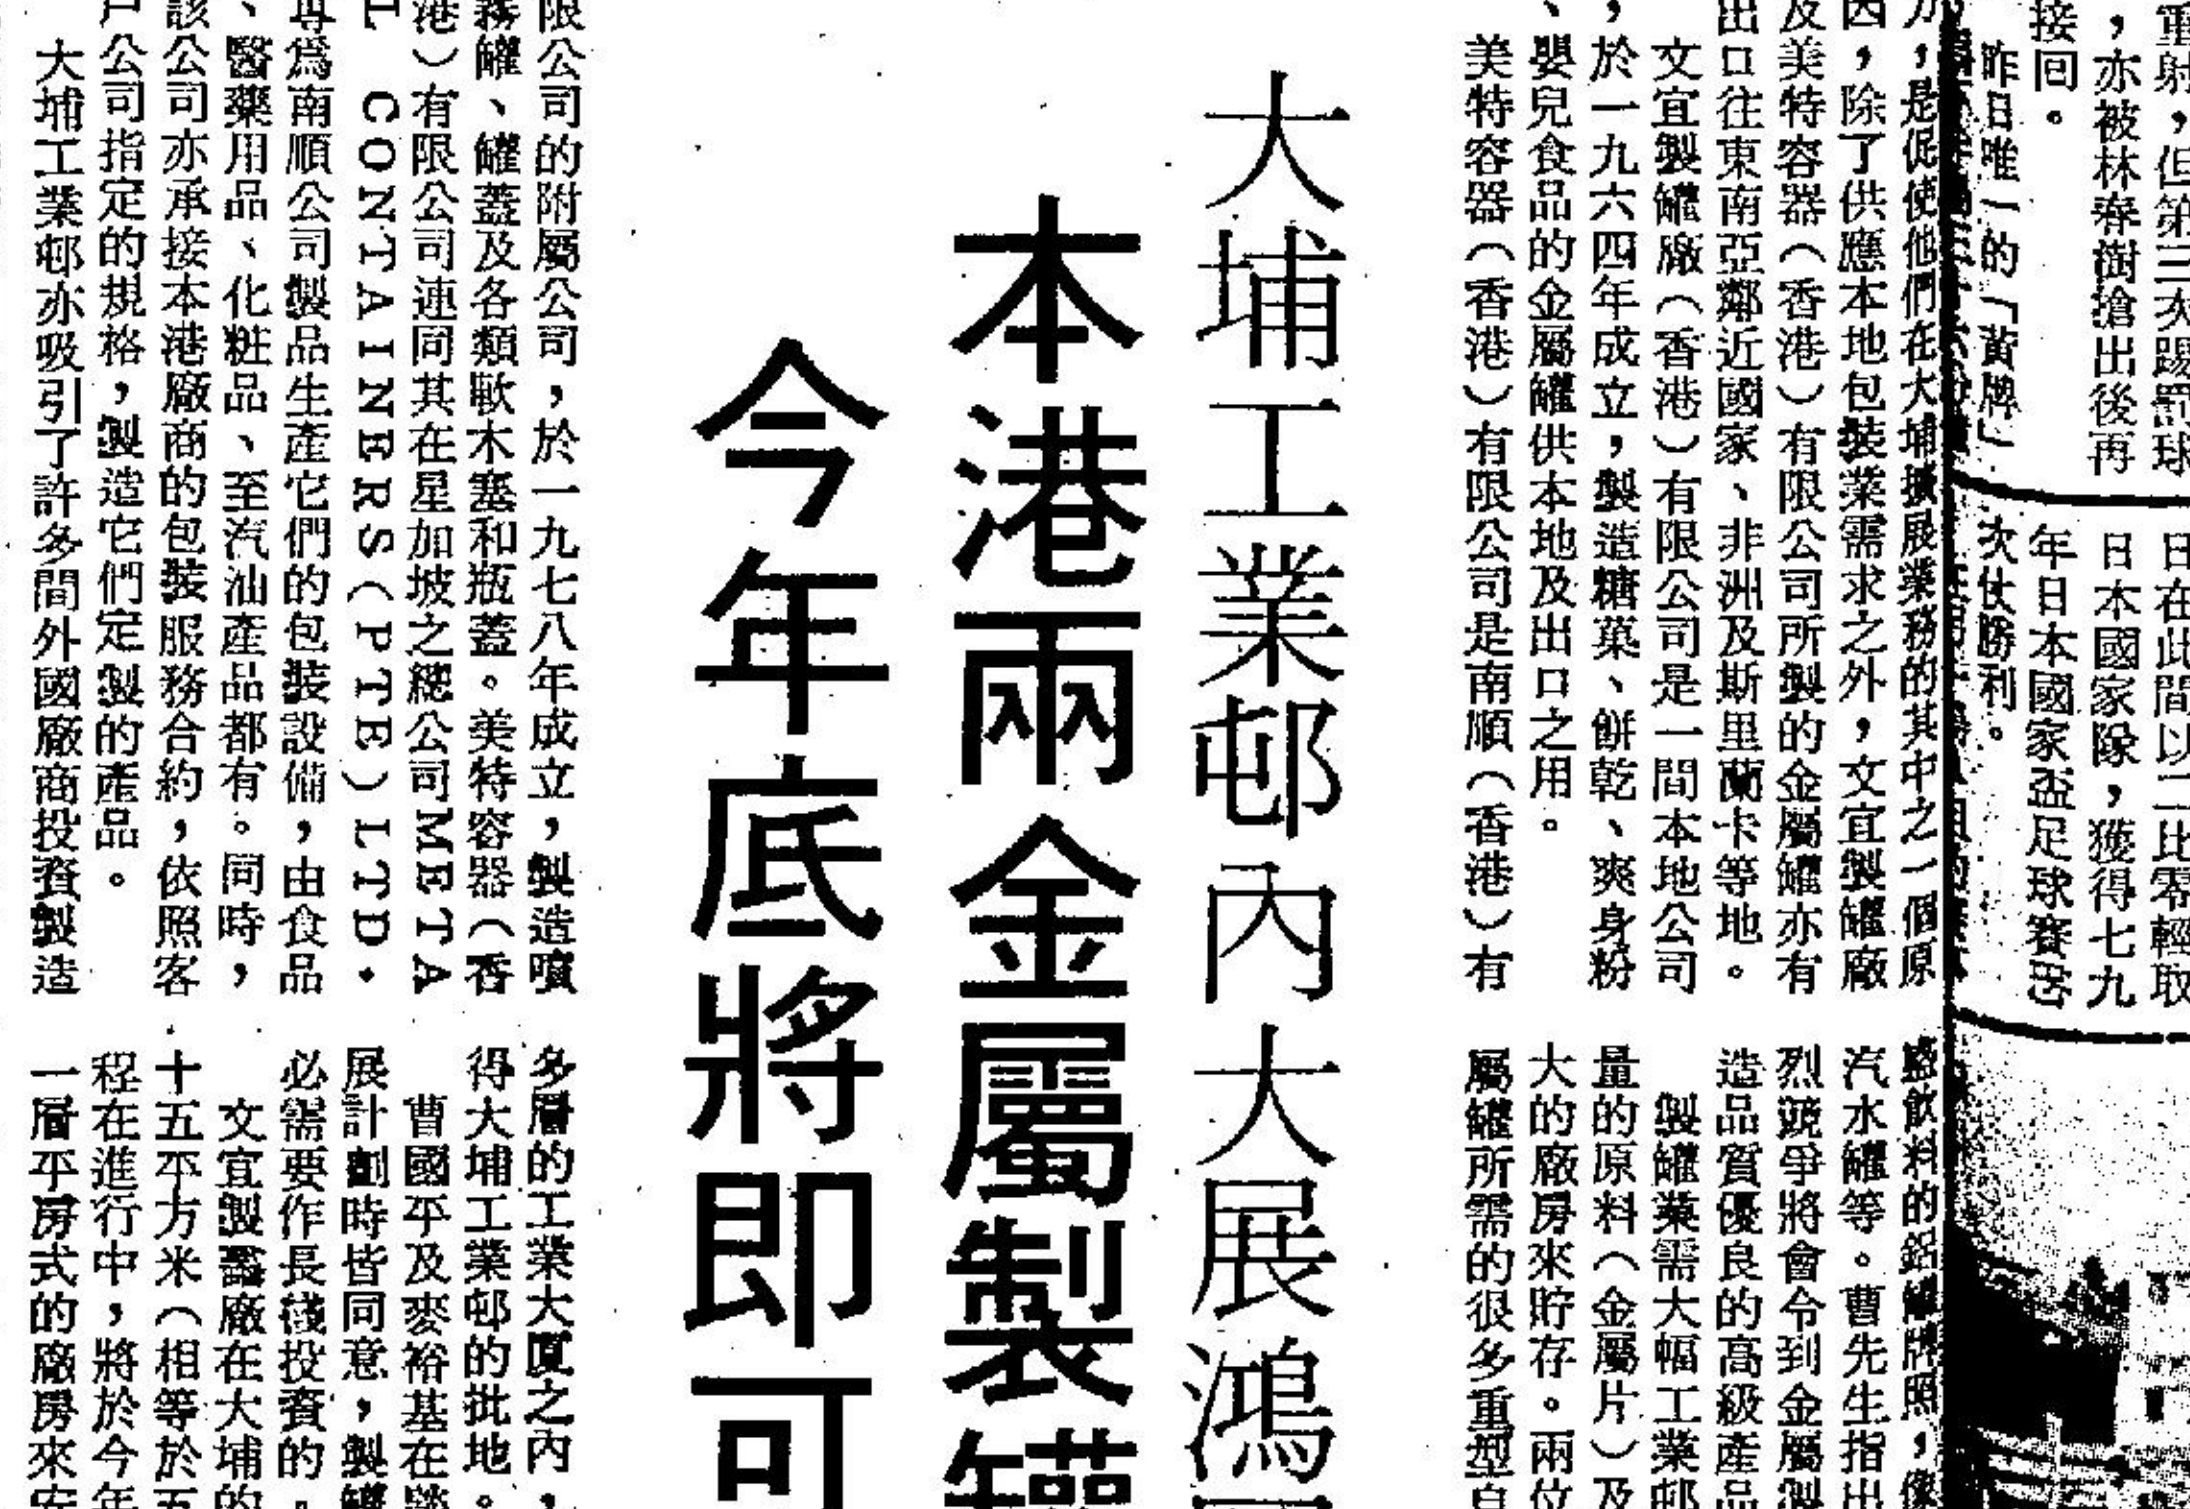 重射,但第三次踢罰球
,亦被林春樹搶出後再
接回。
昨日唯一的「黃牌」
日在此間以二比零輕取
日本國家隊,獲得七九
年日本國家盃足球賽
次仗勝利。
力,是促使他們在大埔擴展業務的其中之一個原
因,除了供應本地包裝業需求之外,文宜製罐廠
及美特容器(香港)有限公司所製的金屬罐亦有
出口往東南亞鄰近國家、非洲及斯里蘭卡等地。
文宜製罐廠(香港)有限公司是一間本地公司
,於一九六四年成立,製造糖菓、餅乾、爽身粉
、嬰兒食品的金屬罐供本地及出口之用。
美特容器(香港)有限公司是南順(香港)有
大埔工業邨內大展鴻
本港兩金屬製罐
今年底將即可
限公司的附屬公司,於一九七八年成立,製造噴
霧罐、罐蓋及各類軟木塞和瓶蓋。美特容器(香
港)有限公司連同其在星加坡之總公司META
L CONTAINERS(PTE)LTD.
專為南順公司製品生產它們的包裝設備,由食品
、醫藥用品、化粧品、至汽油產品都有。同時,
該公司亦承接本港廠商的包裝服務合約,依照客
戶公司指定的規格,製造它們定製的產品。
大埔工業邨亦吸引了許多間外國廠商投資製造
盛飲料的鋁罐牌照,像
汽水罐等。曹先生指出
烈競爭將會令到金屬製
造品質優良的高級產品
製罐業需大幅工業邨
量的原料(金屬片)及
大的廠房來貯存。兩位
屬罐所需的很多重型自
多層的工業大廈之內,
得大埔工業邨的批地。
曹國平及麥裕基在談
展計劃時皆同意,製罐
必需要作長綫投資的。
文宜製罐廠在大埔的
十五平方米(相等於五
程在進行中,將於今年
一層平房式的廠房來安